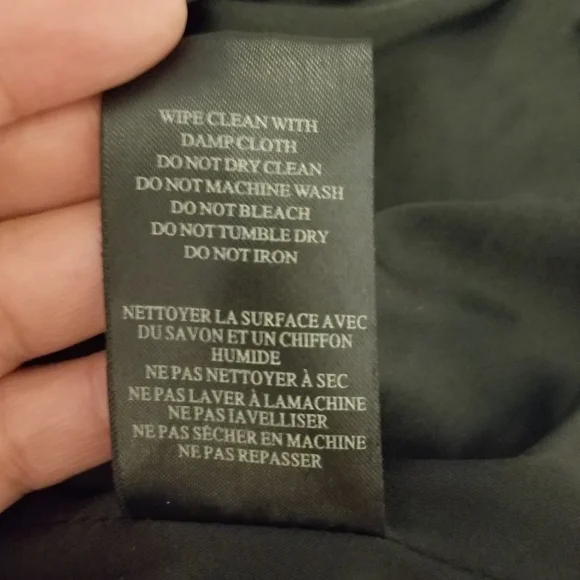 WIPE CLEAN WITH
DAMP CLOTH
DO NOT DRY CLEAN
DO NOT MACHINE WASH
DO NOT BLEACH
DO NOT TUMBLE DRY
DO NOT IRON
NETTOYER LA SURFACE AVEC
DU SAVON ET UN CHIFFON
HUMIDE
NE PAS NETTOYER À SEC
NE PAS LAVER À LAMACHINE
NE PAS IAVELLISER
NE PAS SÉCHER EN MACHINE
NE PAS REPASSER